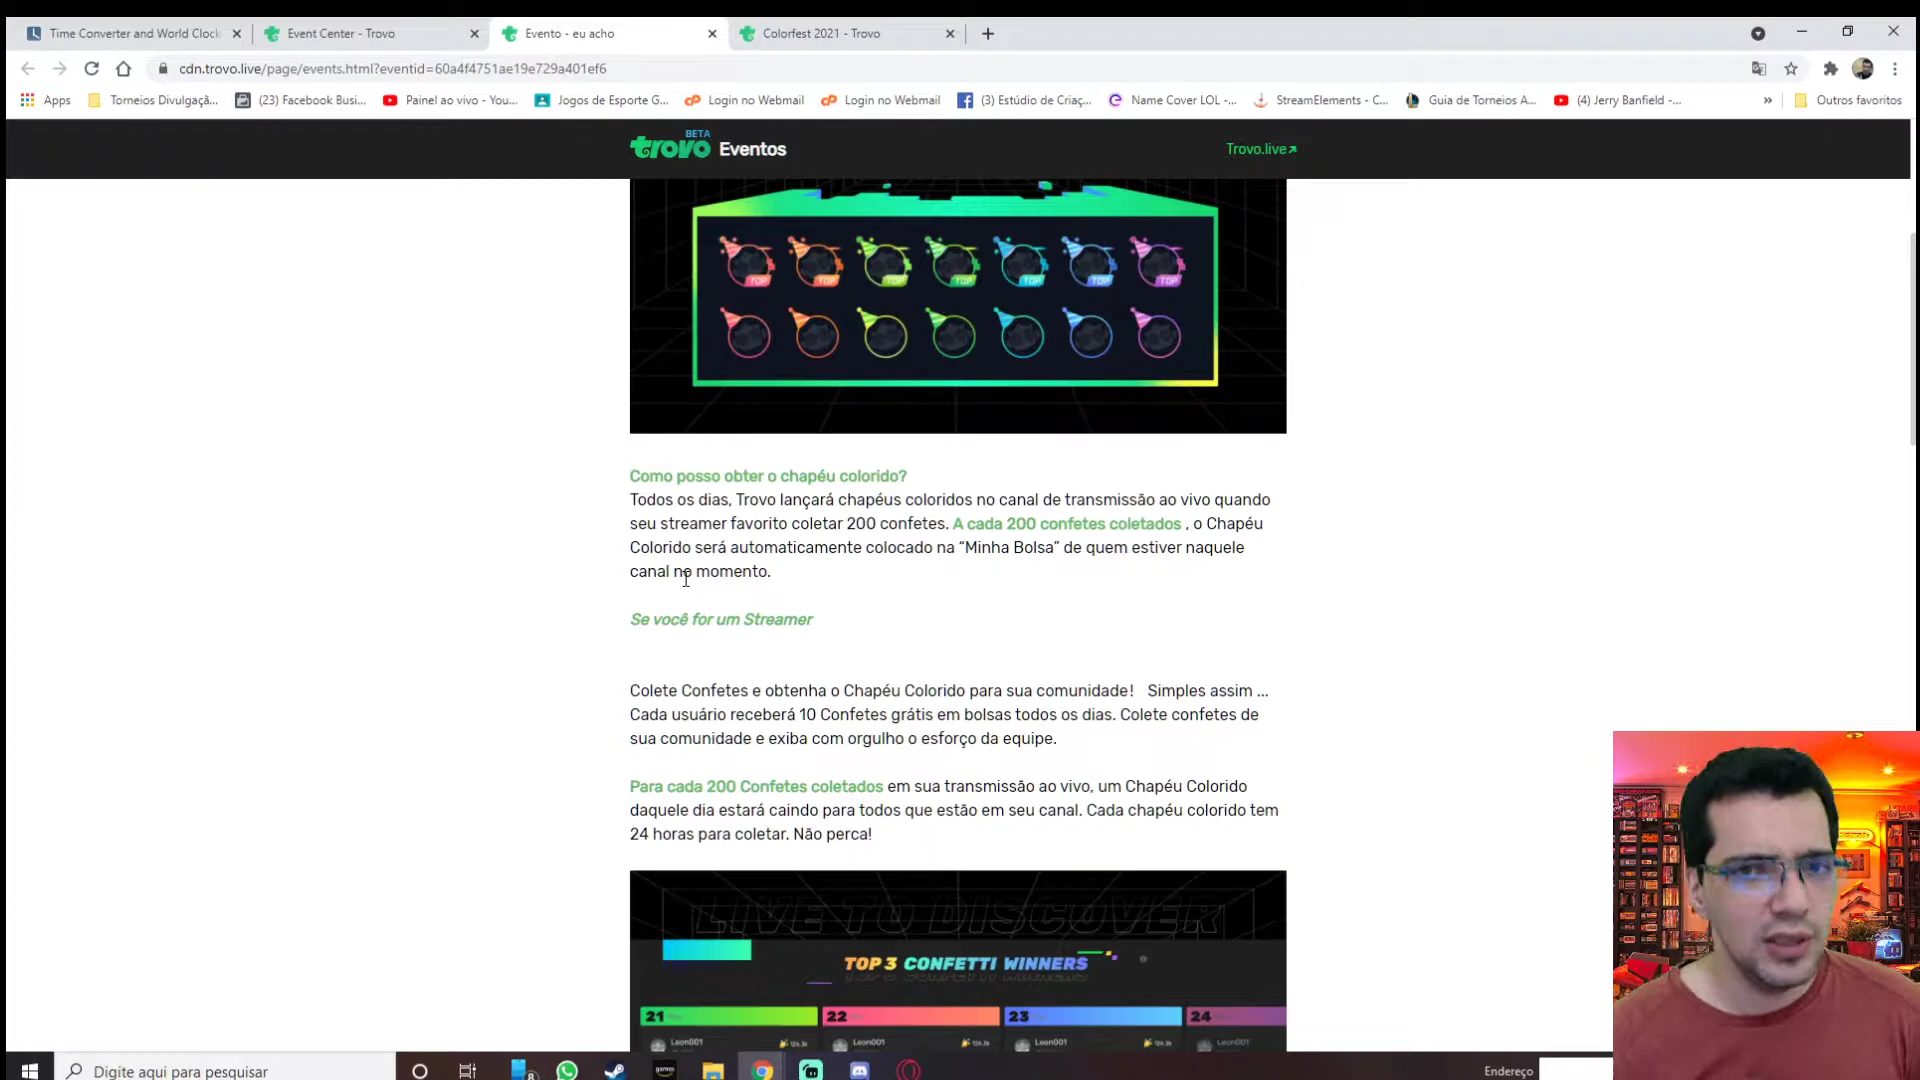 Time Converter and World Clock
Event Center - Trovo
Evento - eu acho
Colorfest 2021 - Trovo
cdn.trovo.live/page/events.html?eventid=60a4f4751ae19e729a401ef6
Apps
Torneios Divulgaçã...
(23) Facebook Busi...
Painel ao vivo - You...
Jogos de Esporte G...
Login no Webmail
Login no Webmail
(3) Estúdio de Criaç...
Name Cover LOL -...
StreamElements - C...
Guia de Torneios A...
(4) Jerry Banfield -...
»
Outros favoritos
BETA
trovo Eventos
Trovo.live
TOP TOP TOP TOP TOP TOP TOP
Como posso obter o chapéu colorido?
Todos os dias, Trovo lançará chapéus coloridos no canal de transmissão ao vivo quando
seu streamer favorito coletar 200 confetes. A cada 200 confetes coletados , o Chapéu
Colorido será automaticamente colocado na “Minha Bolsa” de quem estiver naquele
canal no momento.
Se você for um Streamer
Colete Confetes e obtenha o Chapéu Colorido para sua comunidade! Simples assim ...
Cada usuário receberá 10 Confetes grátis em bolsas todos os dias. Colete confetes de
sua comunidade e exiba com orgulho o esforço da equipe.
Para cada 200 Confetes coletados em sua transmissão ao vivo, um Chapéu Colorido
daquele dia estará caindo para todos que estão em seu canal. Cada chapéu colorido tem
24 horas para coletar. Não perca!
LIVE TO DISCOVER
TOP 3 CONFETTI WINNERS
21 22 23 24
Leon001 Leon001 Leon001 Leon001
Digite aqui para pesquisar
8
games
Endereço